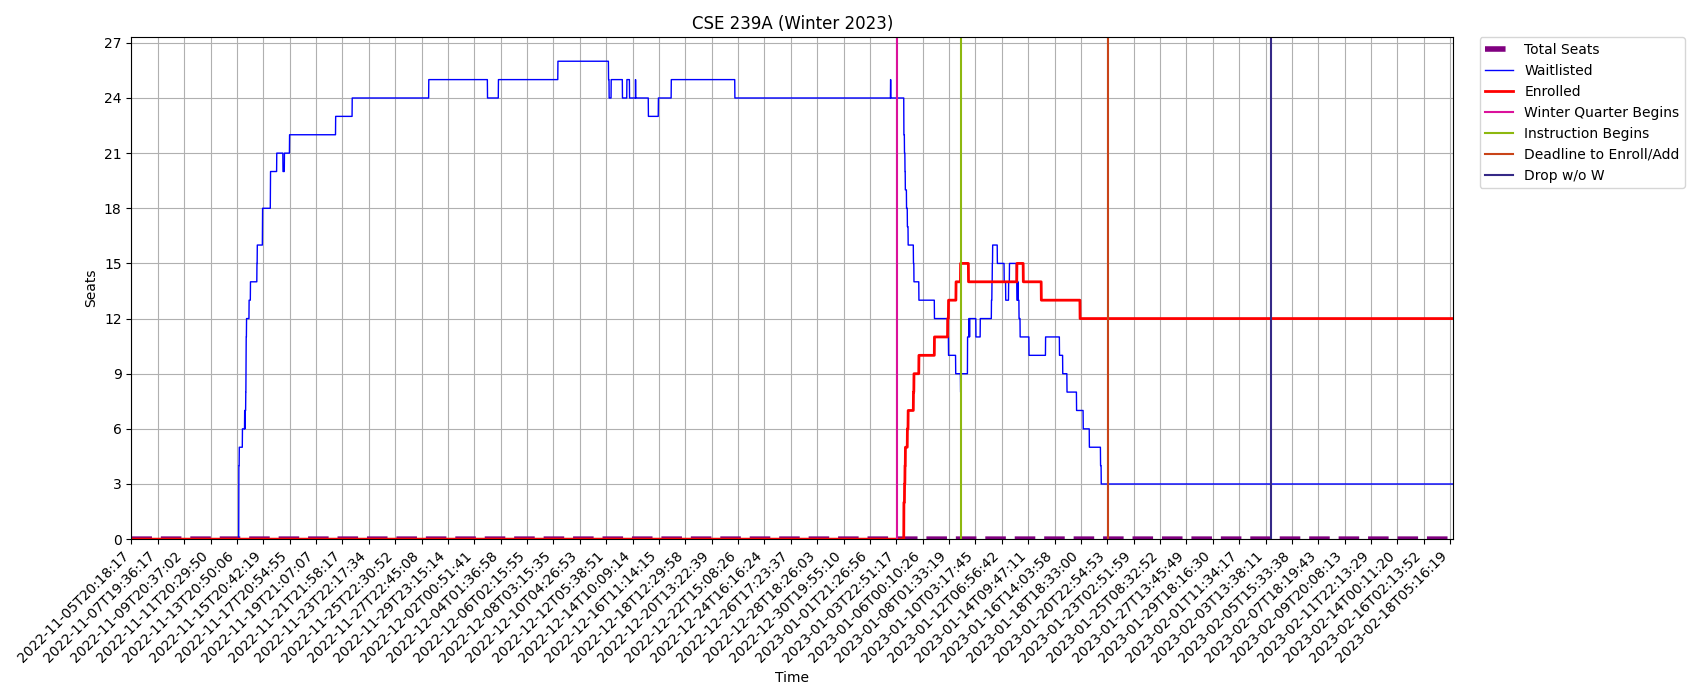 CSE 239A (Winter 2023)
27
24
21
18
15
12
9
6
3
0
Seats
2022-11-05T20:18:17
2022-11-07T19:36:17
2022-11-09T20:37:02
2022-11-11T20:29:50
2022-11-13T20:50:06
2022-11-15T20:42:19
2022-11-17T20:54:55
2022-11-19T21:07:07
2022-11-21T21:58:17
2022-11-23T22:17:34
2022-11-25T22:30:52
2022-11-27T22:45:08
2022-11-29T23:15:14
2022-12-02T00:51:41
2022-12-04T01:36:58
2022-12-06T02:15:55
2022-12-08T03:15:35
2022-12-10T04:26:53
2022-12-12T05:38:51
2022-12-14T10:09:14
2022-12-16T11:14:15
2022-12-18T12:29:58
2022-12-20T13:22:39
2022-12-22T15:08:26
2022-12-24T16:16:24
2022-12-26T17:23:37
2022-12-28T18:26:03
2022-12-30T19:55:10
2023-01-01T21:26:56
2023-01-03T22:51:17
2023-01-06T00:10:26
2023-01-08T01:33:19
2023-01-10T03:17:45
2023-01-12T06:56:42
2023-01-14T09:47:11
2023-01-16T14:03:58
2023-01-18T18:33:00
2023-01-20T22:54:53
2023-01-23T03:51:59
2023-01-25T08:32:52
2023-01-27T13:45:49
2023-01-29T18:16:30
2023-02-01T11:34:17
2023-02-03T13:38:11
2023-02-05T15:33:38
2023-02-07T18:19:43
2023-02-09T20:08:13
2023-02-11T22:13:29
2023-02-14T00:11:20
2023-02-16T02:13:52
2023-02-18T05:16:19
Time
Total Seats
Waitlisted
Enrolled
Winter Quarter Begins
Instruction Begins
Deadline to Enroll/Add
Drop w/o W